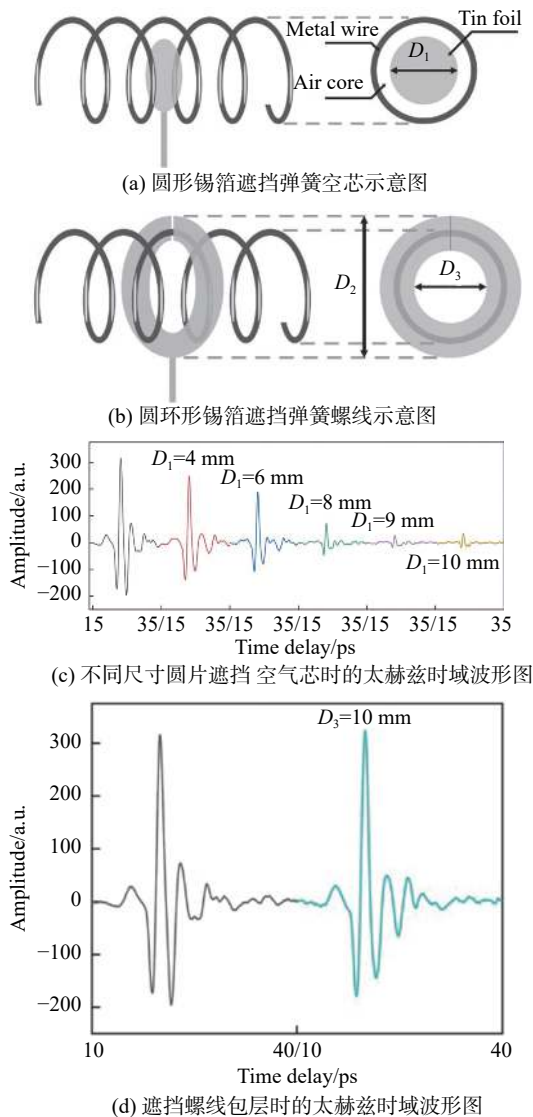 Metal wire
Tin foil
D₁
Air core
(a) 圆形锡箔遮挡弹簧空芯示意图
D₂
D₃
(b) 圆环形锡箔遮挡弹簧螺线示意图
Amplitude/a.u.
300
200
100
0
−100
−200
D₁=4 mm
D₁=6 mm
D₁=8 mm
D₁=9 mm
D₁=10 mm
15 35/15 35/15 35/15 35/15 35/15 35
Time delay/ps
(c) 不同尺寸圆片遮挡 空气芯时的太赫兹时域波形图
D₃=10 mm
Amplitude/a.u.
300
200
100
0
−100
−200
10 40/10 40
Time delay/ps
(d) 遮挡螺线包层时的太赫兹时域波形图